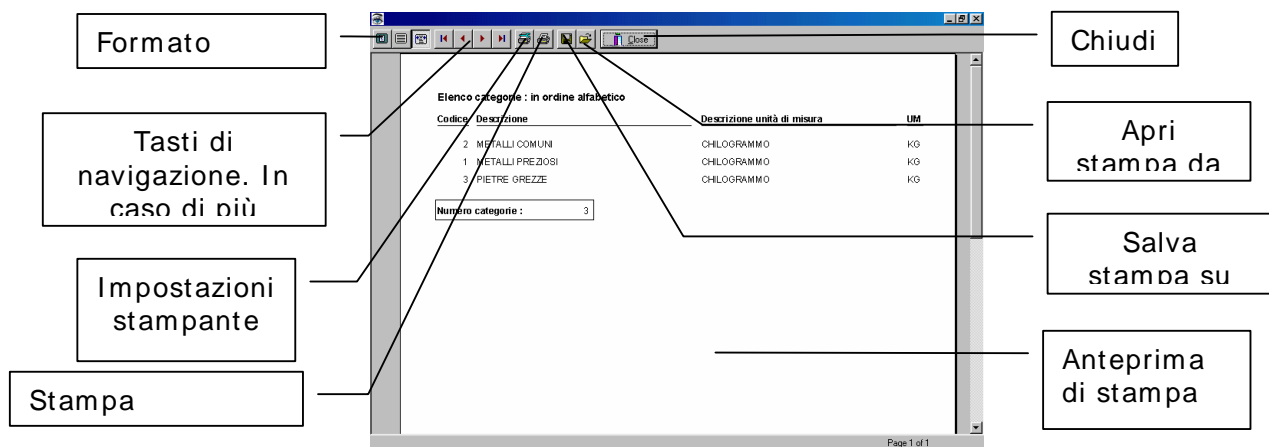 Formato
Tasti di
navigazione. In
caso di più
Impostazioni
stampante
Stampa
Close
Elenco categorie : in ordine alfabetico
Codice Descrizione Descrizione unità di misura UM
2 METALLI COMUNI CHILOGRAMMO KG
1 METALLI PREZIOSI CHILOGRAMMO KG
3 PIETRE GREZZE CHILOGRAMMO KG
Numero categorie : 3
Page 1 of 1
Chiudi
Apri
stampa da
Salva
stampa su
Anteprima
di stampa